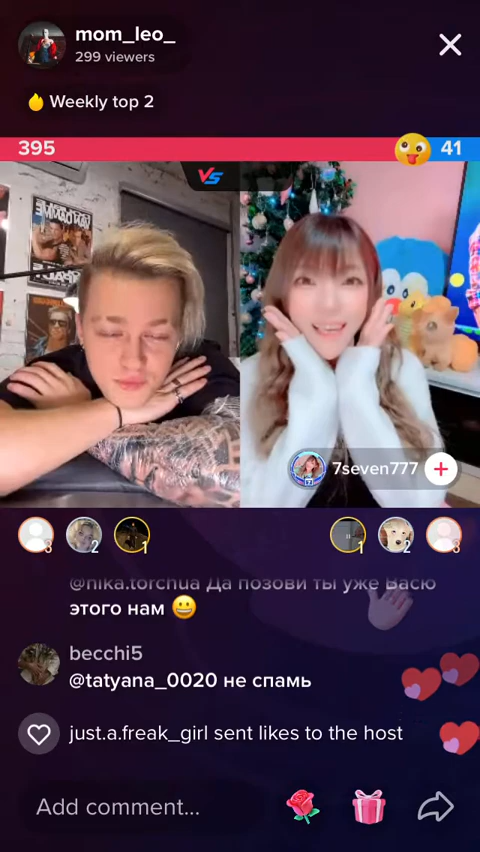 mom_leo_
299 viewers
Weekly top 2
395
41
VS
7seven777
3
2
1
1
2
3
@nika.torchua Да позови ты уже Васю
этого нам 😀
becchi5
@tatyana_0020 не спамь
just.a.freak_girl sent likes to the host
Add comment...